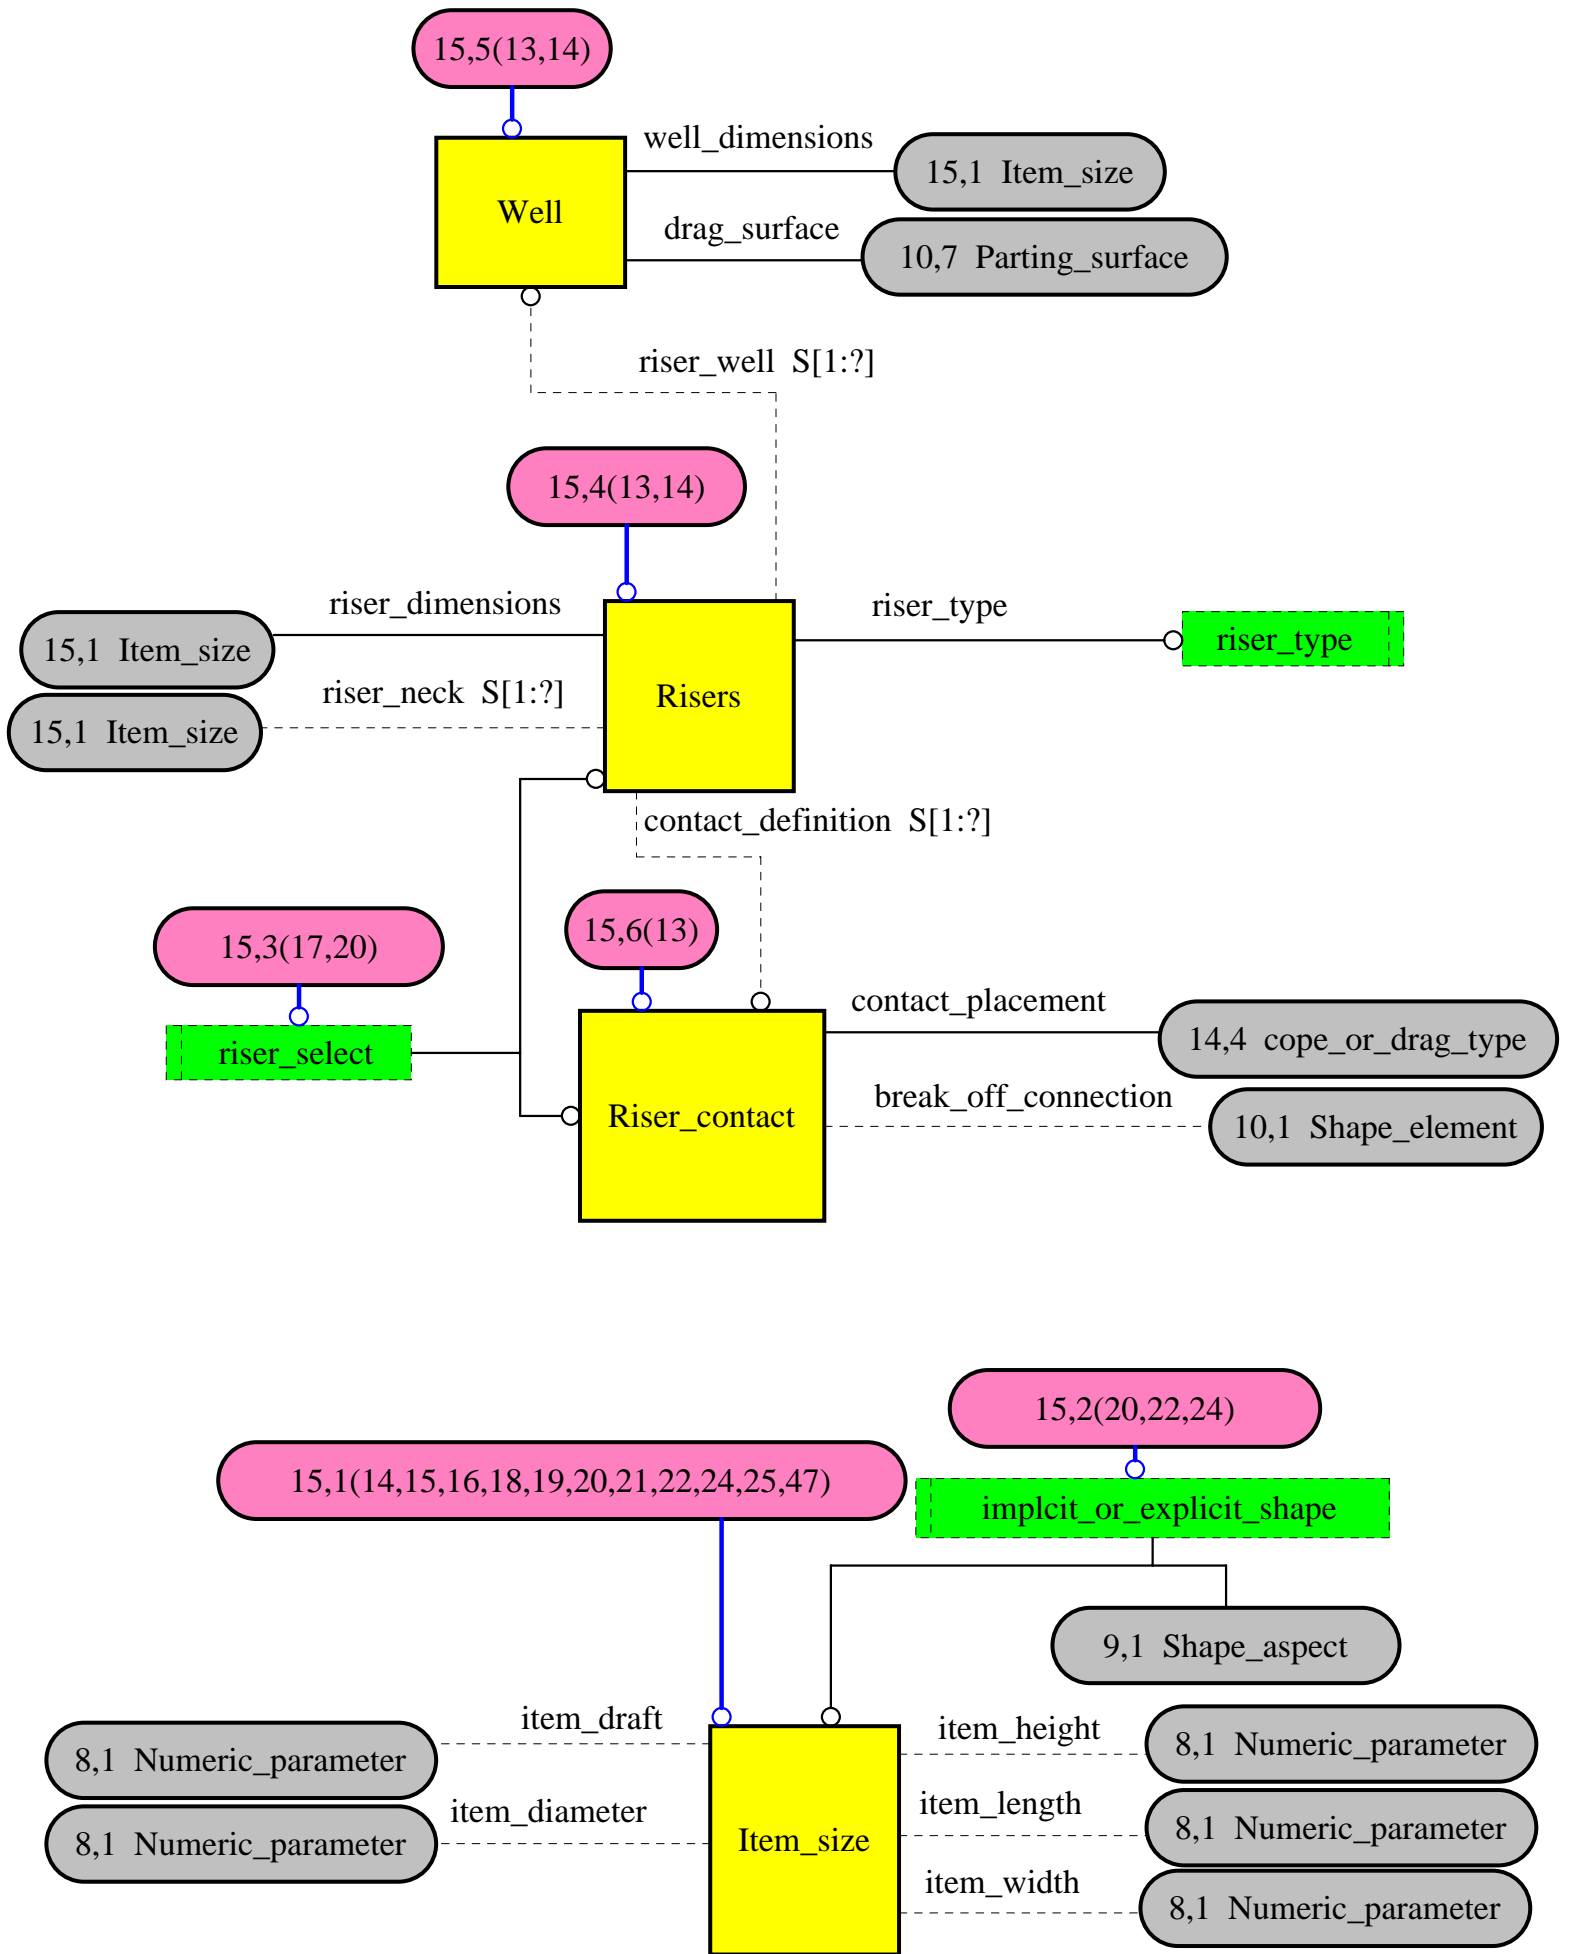 15,5(13,14)
well_dimensions
15,1 Item_size
Well
drag_surface
10,7 Parting_surface
riser_well S[1:?]
15,4(13,14)
riser_dimensions
riser_type
15,1 Item_size
riser_type
riser_neck S[1:?]
Risers
15,1 Item_size
contact_definition S[1:?]
15,6(13)
15,3(17,20)
contact_placement
riser_select
14,4 cope_or_drag_type
break_off_connection
Riser_contact
10,1 Shape_element
15,2(20,22,24)
15,1(14,15,16,18,19,20,21,22,24,25,47)
implcit_or_explicit_shape
9,1 Shape_aspect
item_draft
item_height
8,1 Numeric_parameter
8,1 Numeric_parameter
item_diameter
item_length
8,1 Numeric_parameter
Item_size
8,1 Numeric_parameter
item_width
8,1 Numeric_parameter